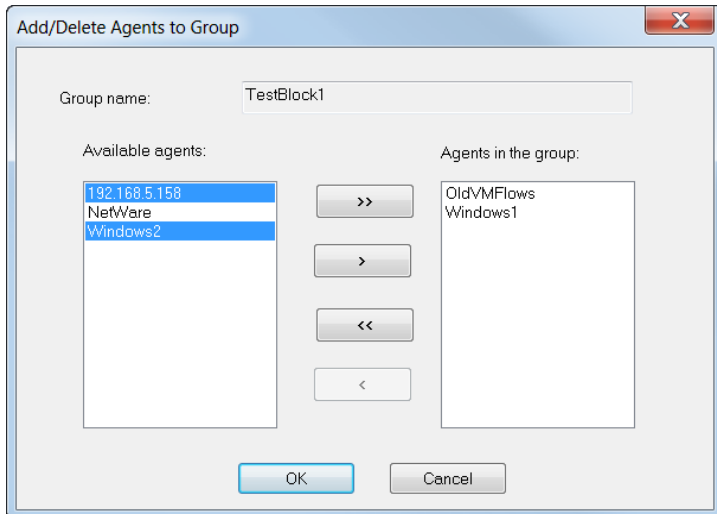 Add/Delete Agents to Group
X
Group name:
TestBlock1
Available agents:
Agents in the group:
192.168.5.158
NetWare
Windows2
>>
>
<<
<
OldVMFlows
Windows1
OK
Cancel